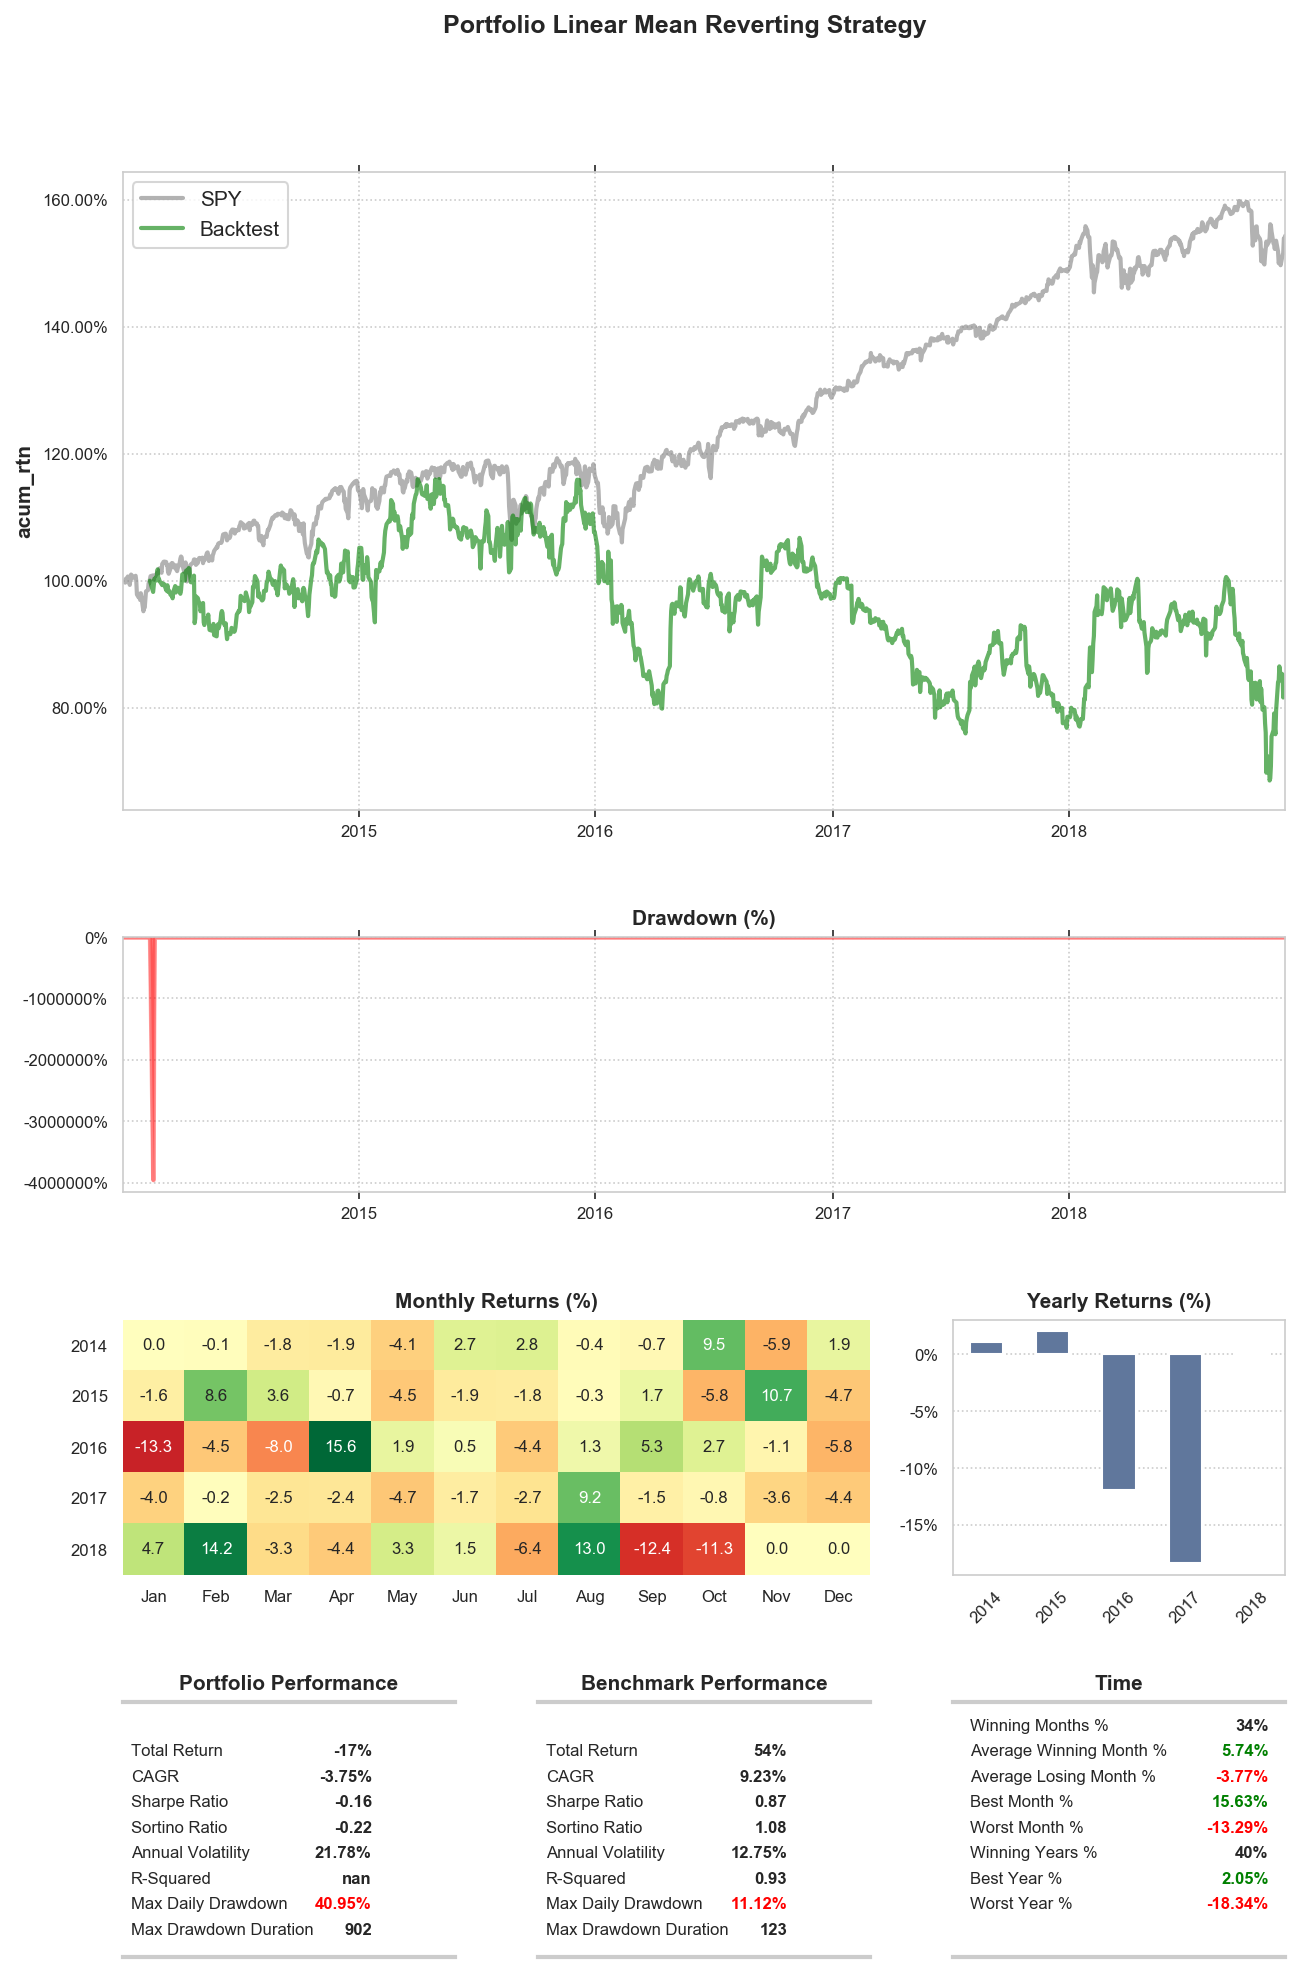 Portfolio Linear Mean Reverting Strategy
SPY
Backtest
acum_rtn
160.00%
140.00%
120.00%
100.00%
80.00%
2015 2016 2017 2018
Drawdown (%)
0%
-1000000%
-2000000%
-3000000%
-4000000%
2015 2016 2017 2018
Monthly Returns (%)
2014 0.0 -0.1 -1.8 -1.9 -4.1 2.7 2.8 -0.4 -0.7 9.5 -5.9 1.9
2015 -1.6 8.6 3.6 -0.7 -4.5 -1.9 -1.8 -0.3 1.7 -5.8 10.7 -4.7
2016 -13.3 -4.5 -8.0 15.6 1.9 0.5 -4.4 1.3 5.3 2.7 -1.1 -5.8
2017 -4.0 -0.2 -2.5 -2.4 -4.7 -1.7 -2.7 9.2 -1.5 -0.8 -3.6 -4.4
2018 4.7 14.2 -3.3 -4.4 3.3 1.5 -6.4 13.0 -12.4 -11.3 0.0 0.0
Jan Feb Mar Apr May Jun Jul Aug Sep Oct Nov Dec
Yearly Returns (%)
0%
-5%
-10%
-15%
2014 2015 2016 2017 2018
Portfolio Performance
Total Return -17%
CAGR -3.75%
Sharpe Ratio -0.16
Sortino Ratio -0.22
Annual Volatility 21.78%
R-Squared nan
Max Daily Drawdown 40.95%
Max Drawdown Duration 902
Benchmark Performance
Total Return 54%
CAGR 9.23%
Sharpe Ratio 0.87
Sortino Ratio 1.08
Annual Volatility 12.75%
R-Squared 0.93
Max Daily Drawdown 11.12%
Max Drawdown Duration 123
Time
Winning Months % 34%
Average Winning Month % 5.74%
Average Losing Month % -3.77%
Best Month % 15.63%
Worst Month % -13.29%
Winning Years % 40%
Best Year % 2.05%
Worst Year % -18.34%